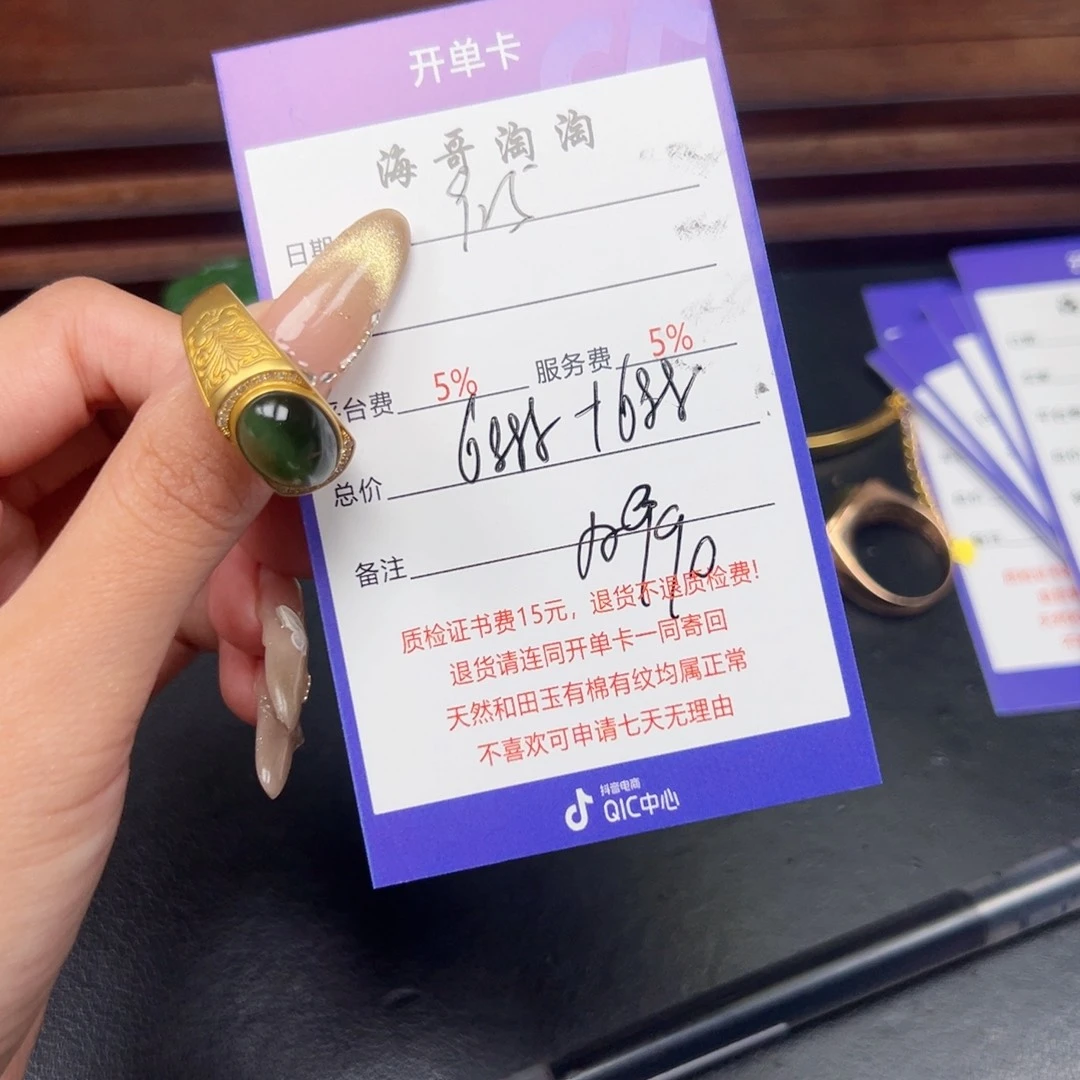 开单卡
海哥淘淘
日期 9.25
台费 5% 服务费 5%
总价 6888+688
备注
质检证书费15元，退货不退质检费！
退货请连同开单卡一同寄回
天然和田玉有棉有纹均属正常
不喜欢可申请七天无理由
抖音电商
QIC中心